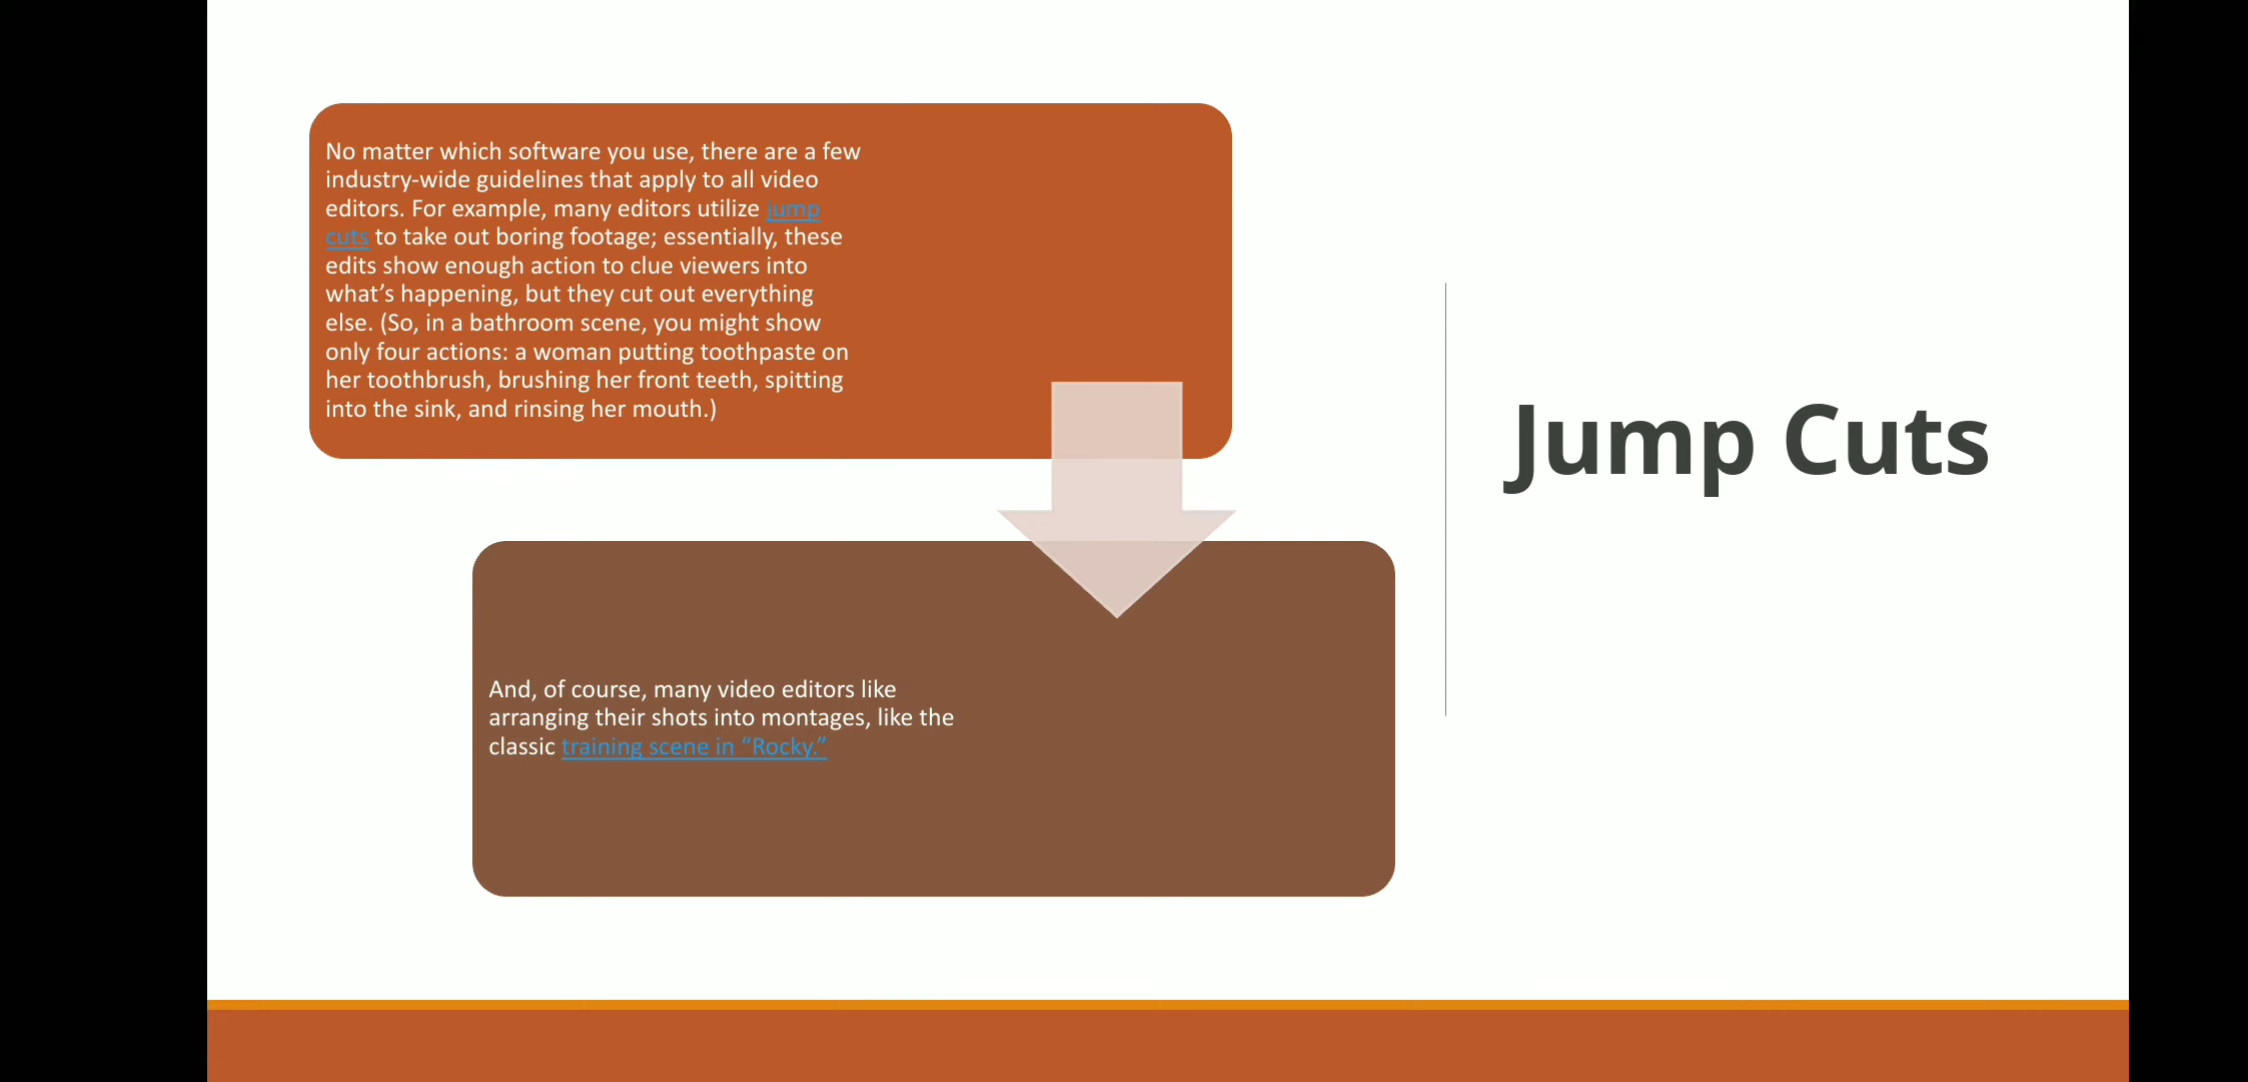 No matter which software you use, there are a few
industry-wide guidelines that apply to all video
editors. For example, many editors utilize jump
cuts to take out boring footage; essentially, these
edits show enough action to clue viewers into
what’s happening, but they cut out everything
else. (So, in a bathroom scene, you might show
only four actions: a woman putting toothpaste on
her toothbrush, brushing her front teeth, spitting
into the sink, and rinsing her mouth.)
And, of course, many video editors like
arranging their shots into montages, like the
classic training scene in “Rocky.”
Jump Cuts